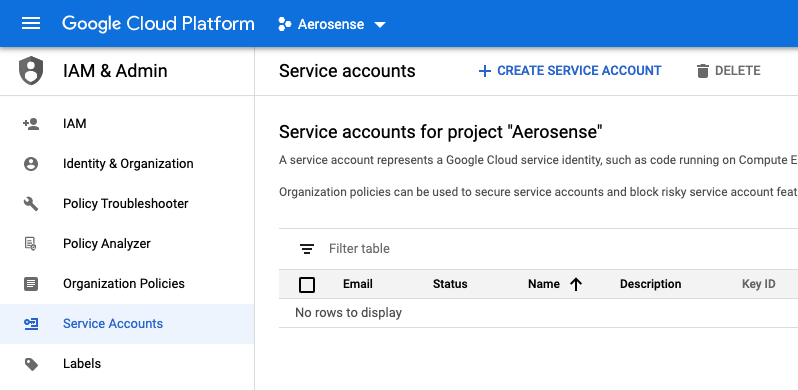 Google Cloud Platform Aerosense
IAM & Admin
IAM
Identity & Organization
Policy Troubleshooter
Policy Analyzer
Organization Policies
Service Accounts
Labels
Service accounts CREATE SERVICE ACCOUNT DELETE
Service accounts for project "Aerosense"
A service account represents a Google Cloud service identity, such as code running on Compute E
Organization policies can be used to secure service accounts and block risky service account feat
Filter table
Email Status Name Description Key ID
No rows to display